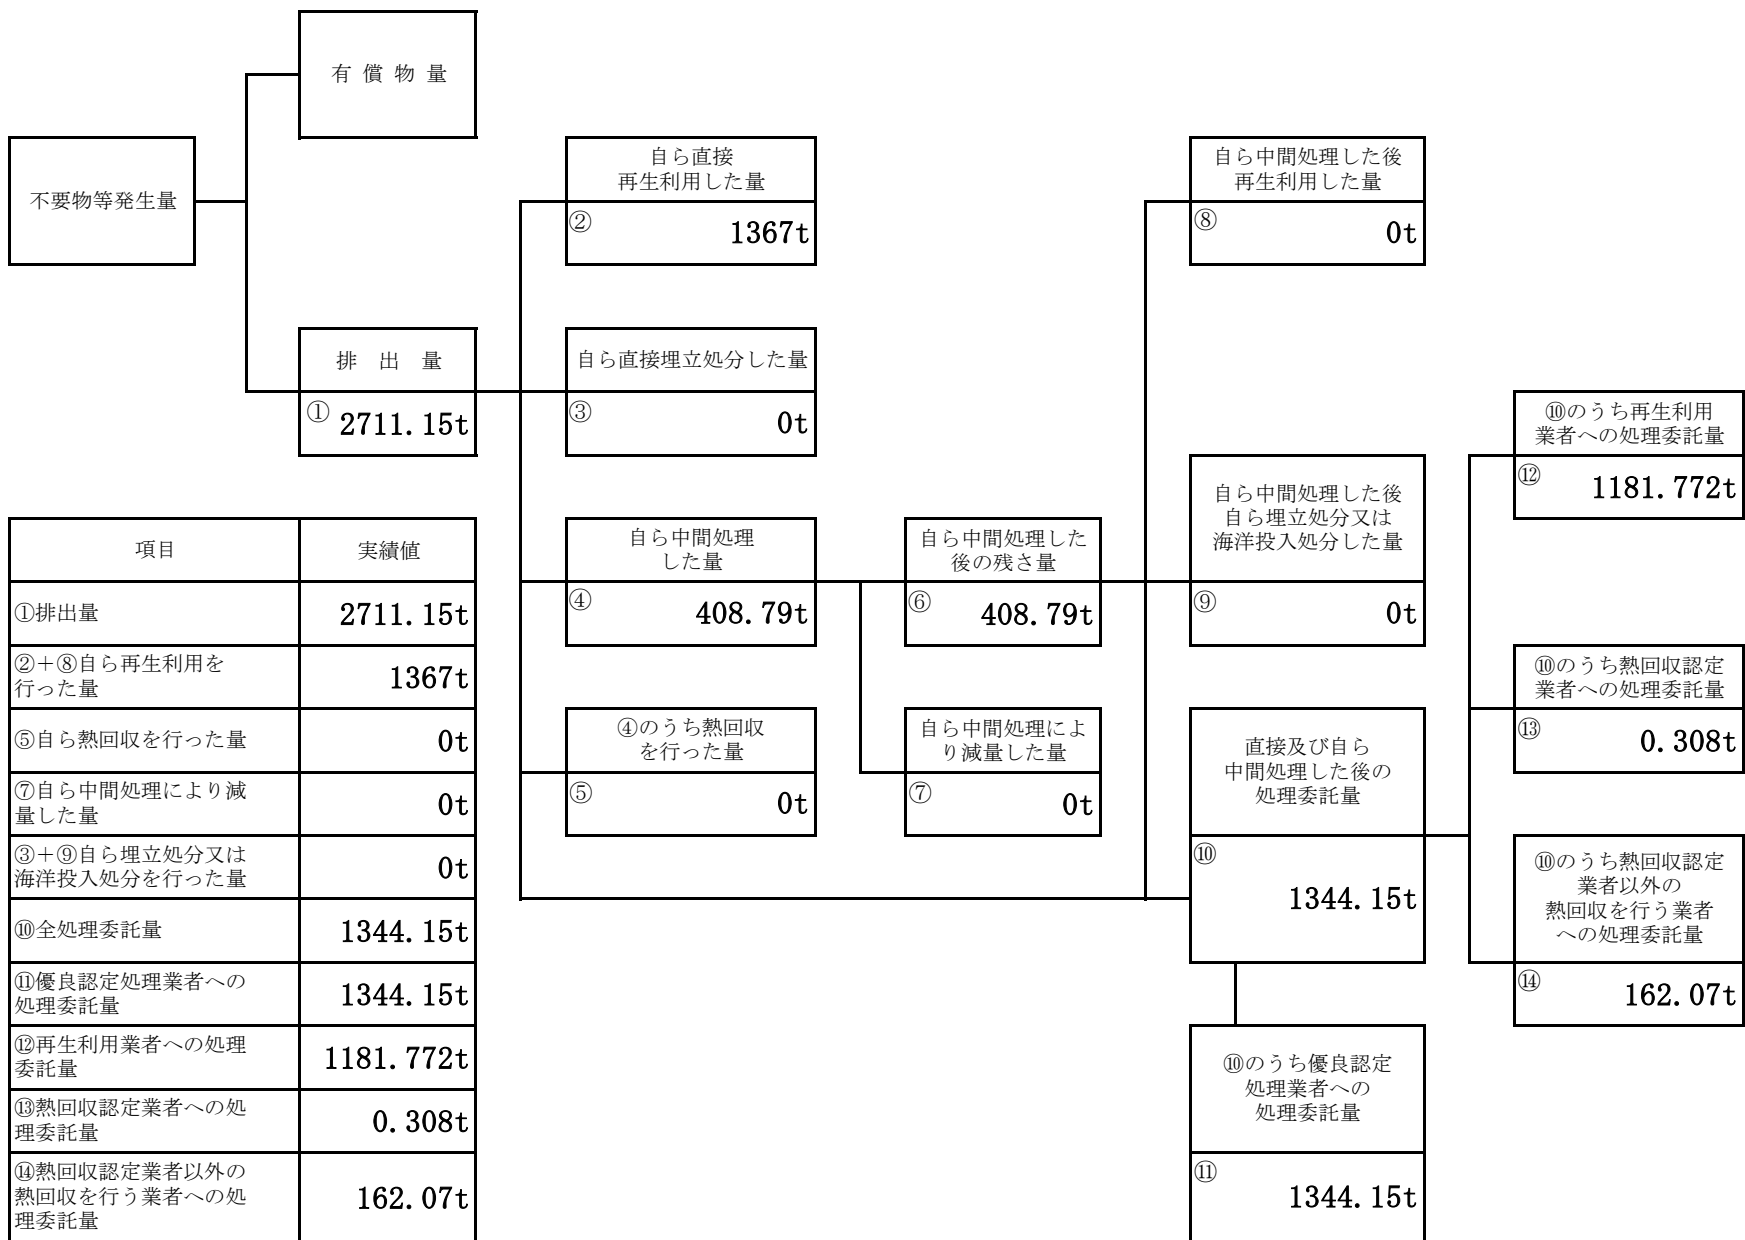 有償物量
不要物等発生量
自ら直接
再生利用した量
②
1367t
自ら中間処理した後
再生利用した量
⑧
0t
排出量
①
2711.15t
自ら直接埋立処分した量
③
0t
⑩のうち再生利用
業者への処理委託量
⑫
1181.772t
自ら中間処理
した量
④
408.79t
自ら中間処理した
後の残さ量
⑥
408.79t
自ら中間処理した後
自ら埋立処分又は
海洋投入処分した量
⑨
0t
⑩のうち熱回収認定
業者への処理委託量
⑬
0.308t
④のうち熱回収
を行った量
⑤
0t
自ら中間処理によ
り減量した量
⑦
0t
直接及び自ら
中間処理した後の
処理委託量
⑩
1344.15t
⑩のうち熱回収認定
業者以外の
熱回収を行う業者
への処理委託量
⑭
162.07t
⑩のうち優良認定
処理業者への
処理委託量
⑪
1344.15t
項目 実績値
①排出量 2711.15t
②+⑧自ら再生利用を
行った量 1367t
⑤自ら熱回収を行った量 0t
⑦自ら中間処理により減
量した量 0t
③+⑨自ら埋立処分又は
海洋投入処分を行った量 0t
⑩全処理委託量 1344.15t
⑪優良認定処理業者への
処理委託量 1344.15t
⑫再生利用業者への処理
委託量 1181.772t
⑬熱回収認定業者への処
理委託量 0.308t
⑭熱回収認定業者以外の
熱回収を行う業者への処
理委託量 162.07t